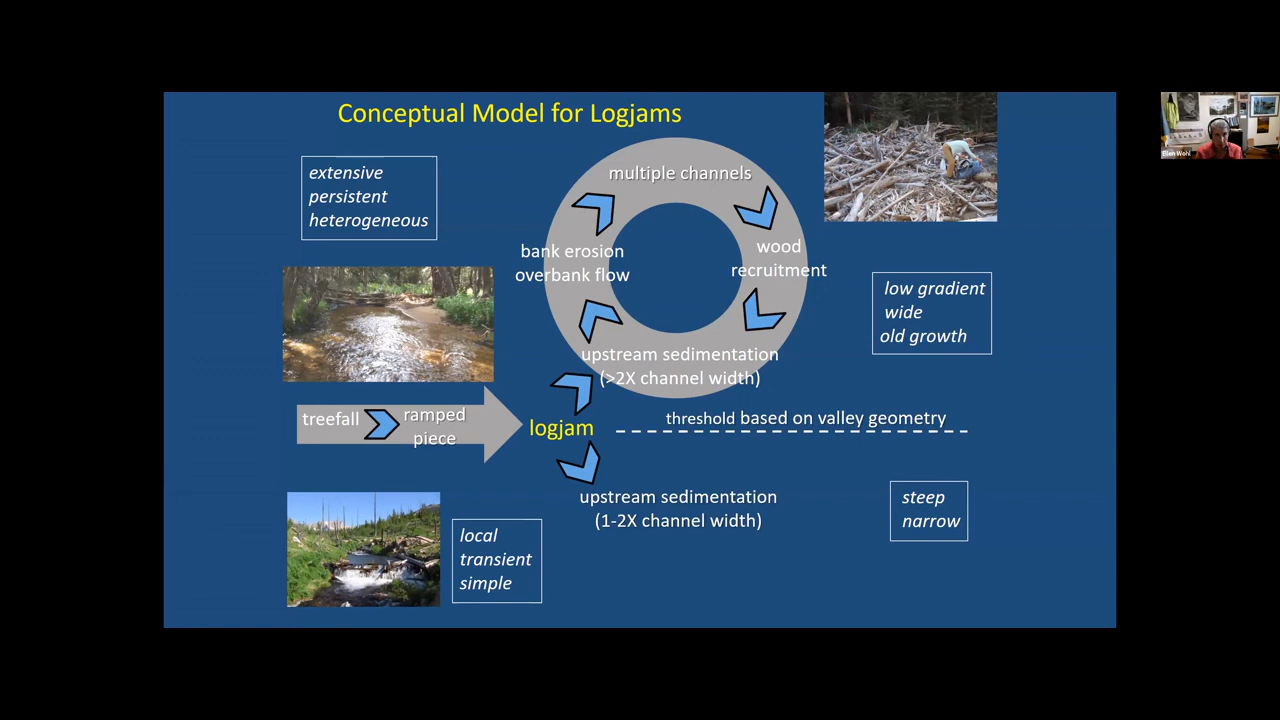 Conceptual Model for Logjams
extensive
persistent
heterogeneous
multiple channels
bank erosion
overbank flow
wood
recruitment
low gradient
wide
old growth
upstream sedimentation
(>2X channel width)
treefall
ramped
piece
logjam
threshold based on valley geometry
upstream sedimentation
(1-2X channel width)
steep
narrow
local
transient
simple
Ellen Wohl